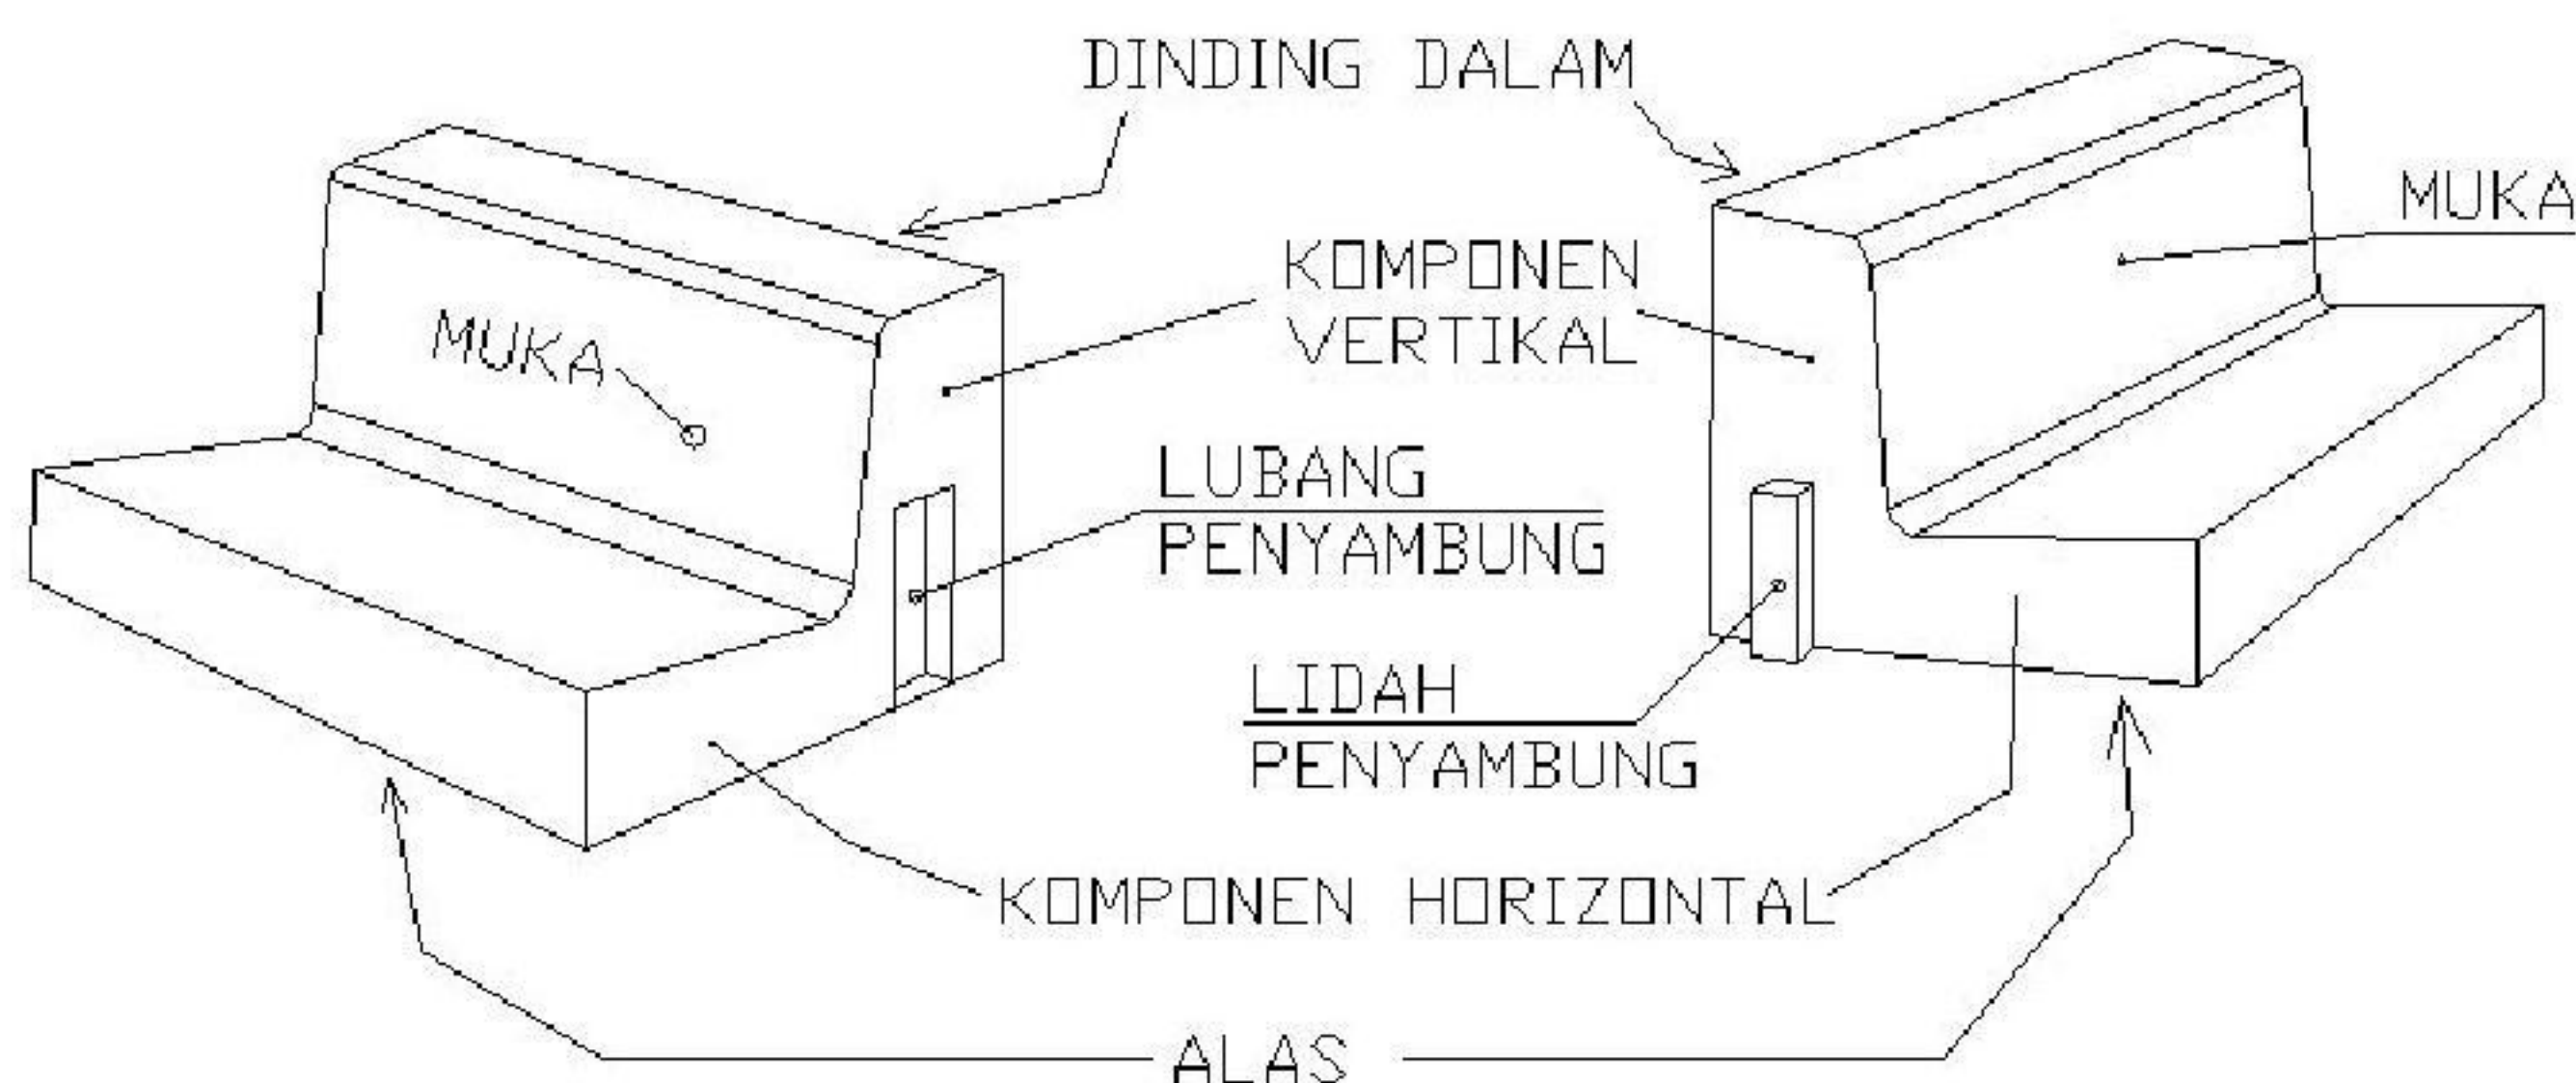 DINDING DALAM
MUKA
KOMPONEN
VERTIKAL
MUKA
LUBANG
PENYAMBUNG
LIDAH
PENYAMBUNG
KOMPONEN HORIZONTAL
ALAS